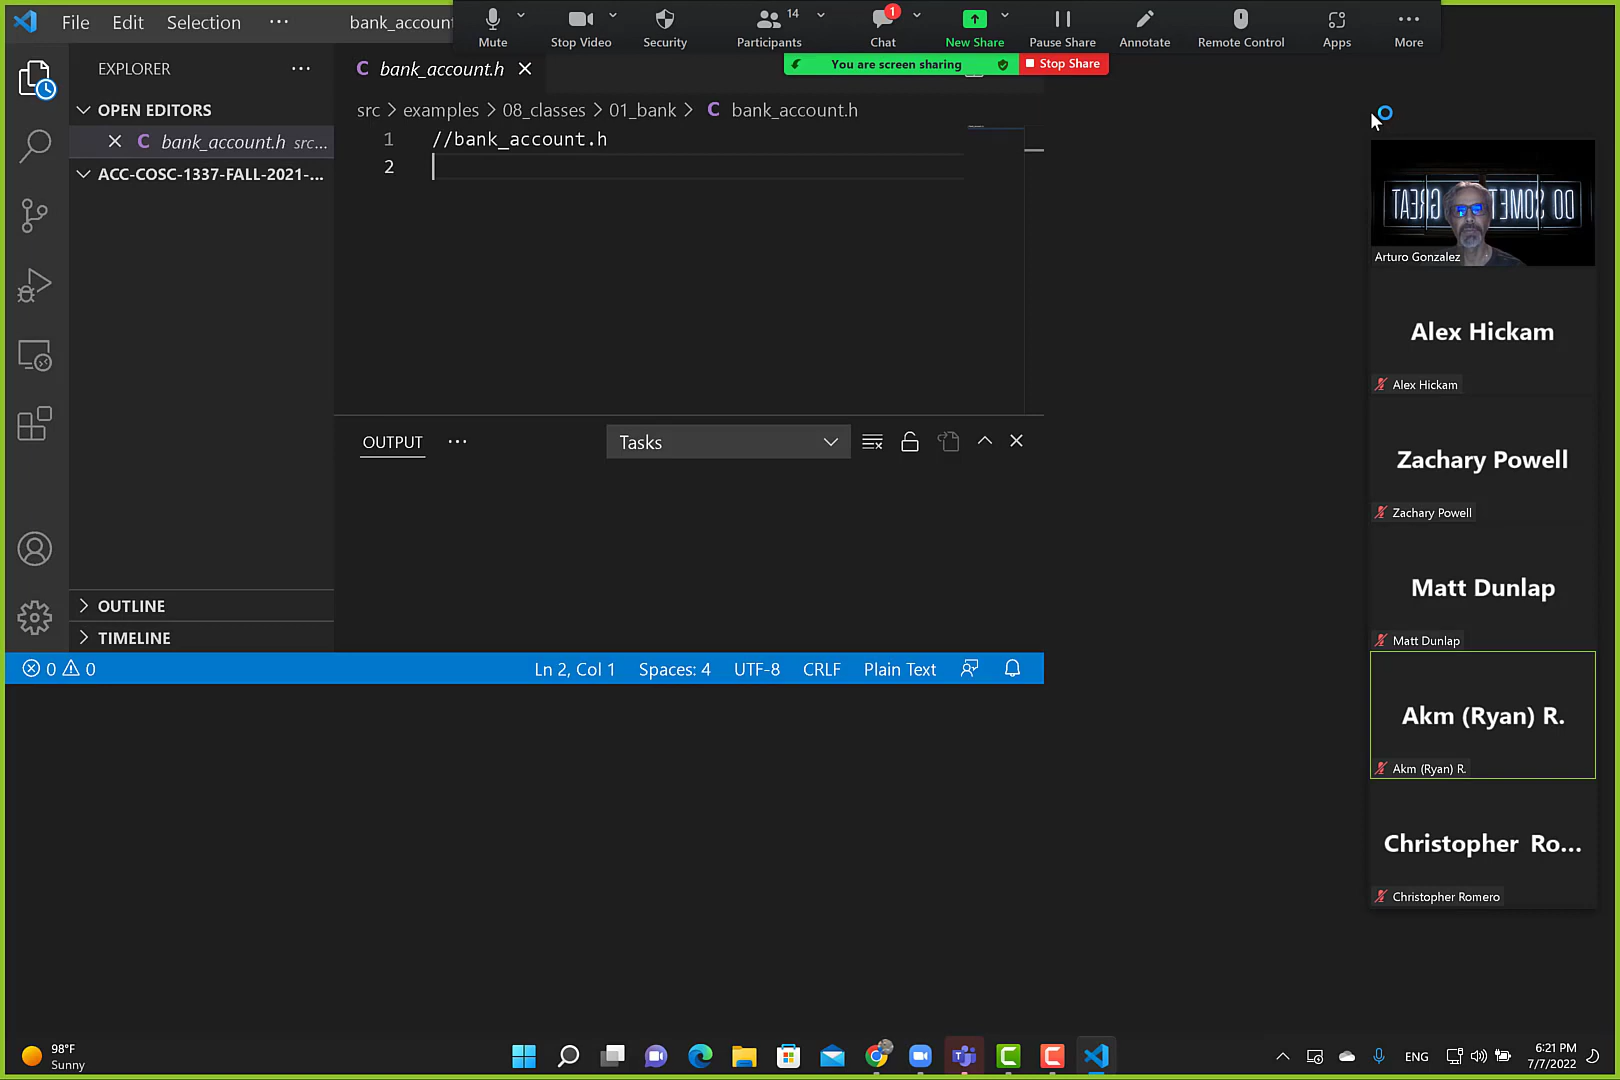 File Edit Selection ··· bank_account
Mute
Stop Video
Security
Participants 14
Chat 1
New Share
Pause Share
Annotate
Remote Control
Apps
More
You are screen sharing Stop Share
EXPLORER ···
bank_account.h
OPEN EDITORS
bank_account.h src...
ACC-COSC-1337-FALL-2021-...
src > examples > 08_classes > 01_bank > C bank_account.h
1 //bank_account.h
2
OUTPUT ···
Tasks
OUTLINE
TIMELINE
0 0
Ln 2, Col 1 Spaces: 4 UTF-8 CRLF Plain Text
Arturo Gonzalez
Alex Hickam
Alex Hickam
Zachary Powell
Zachary Powell
Matt Dunlap
Matt Dunlap
Akm (Ryan) R.
Akm (Ryan) R.
Christopher Ro...
Christopher Romero
98°F
Sunny
ENG
6:21 PM
7/7/2022